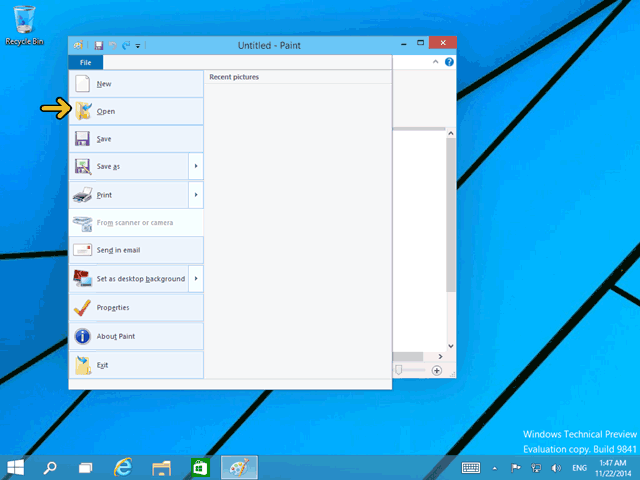 Recycle Bin
Untitled - Paint
File
Recent pictures
New
Open
Save
Save as
Print
From scanner or camera
Send in email
Set as desktop background
Properties
About Paint
Exit
Windows Technical Preview
Evaluation copy. Build 9841
ENG
1:47 AM
11/22/2014